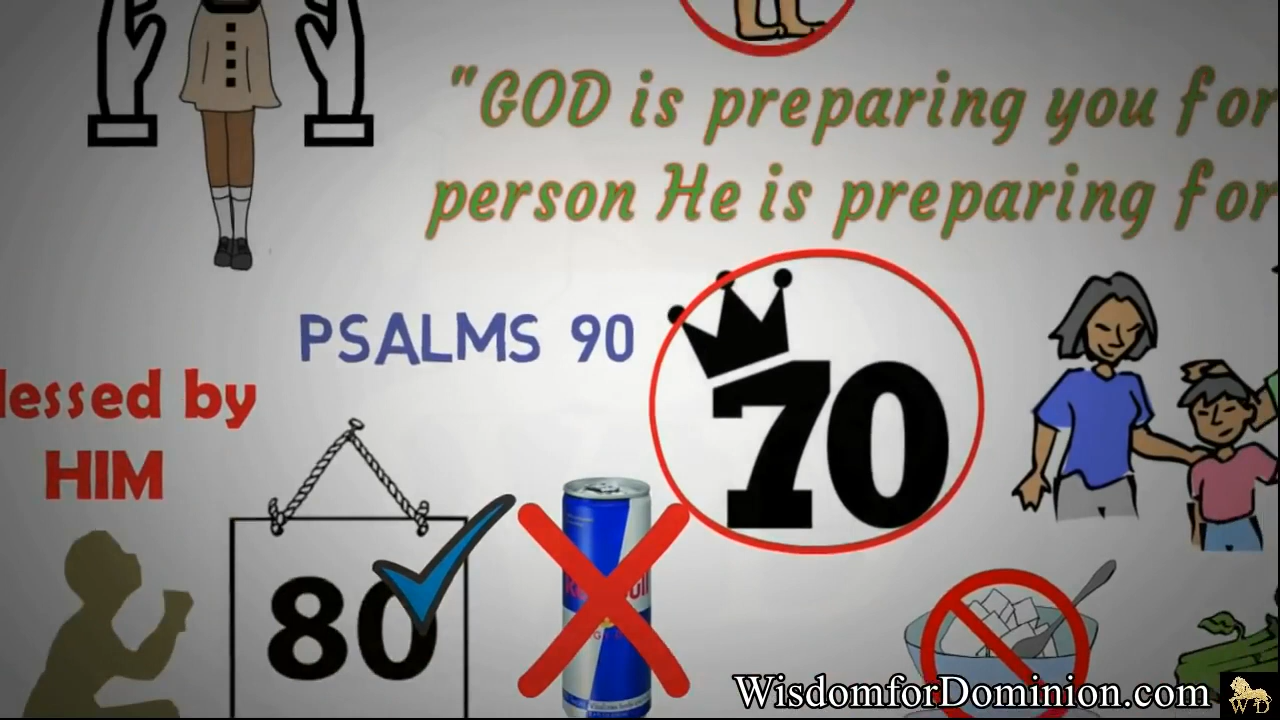 "GOD is preparing you for
person He is preparing for
PSALMS 90
70
lessed by
HIM
80
WisdomforDominion.com
WD